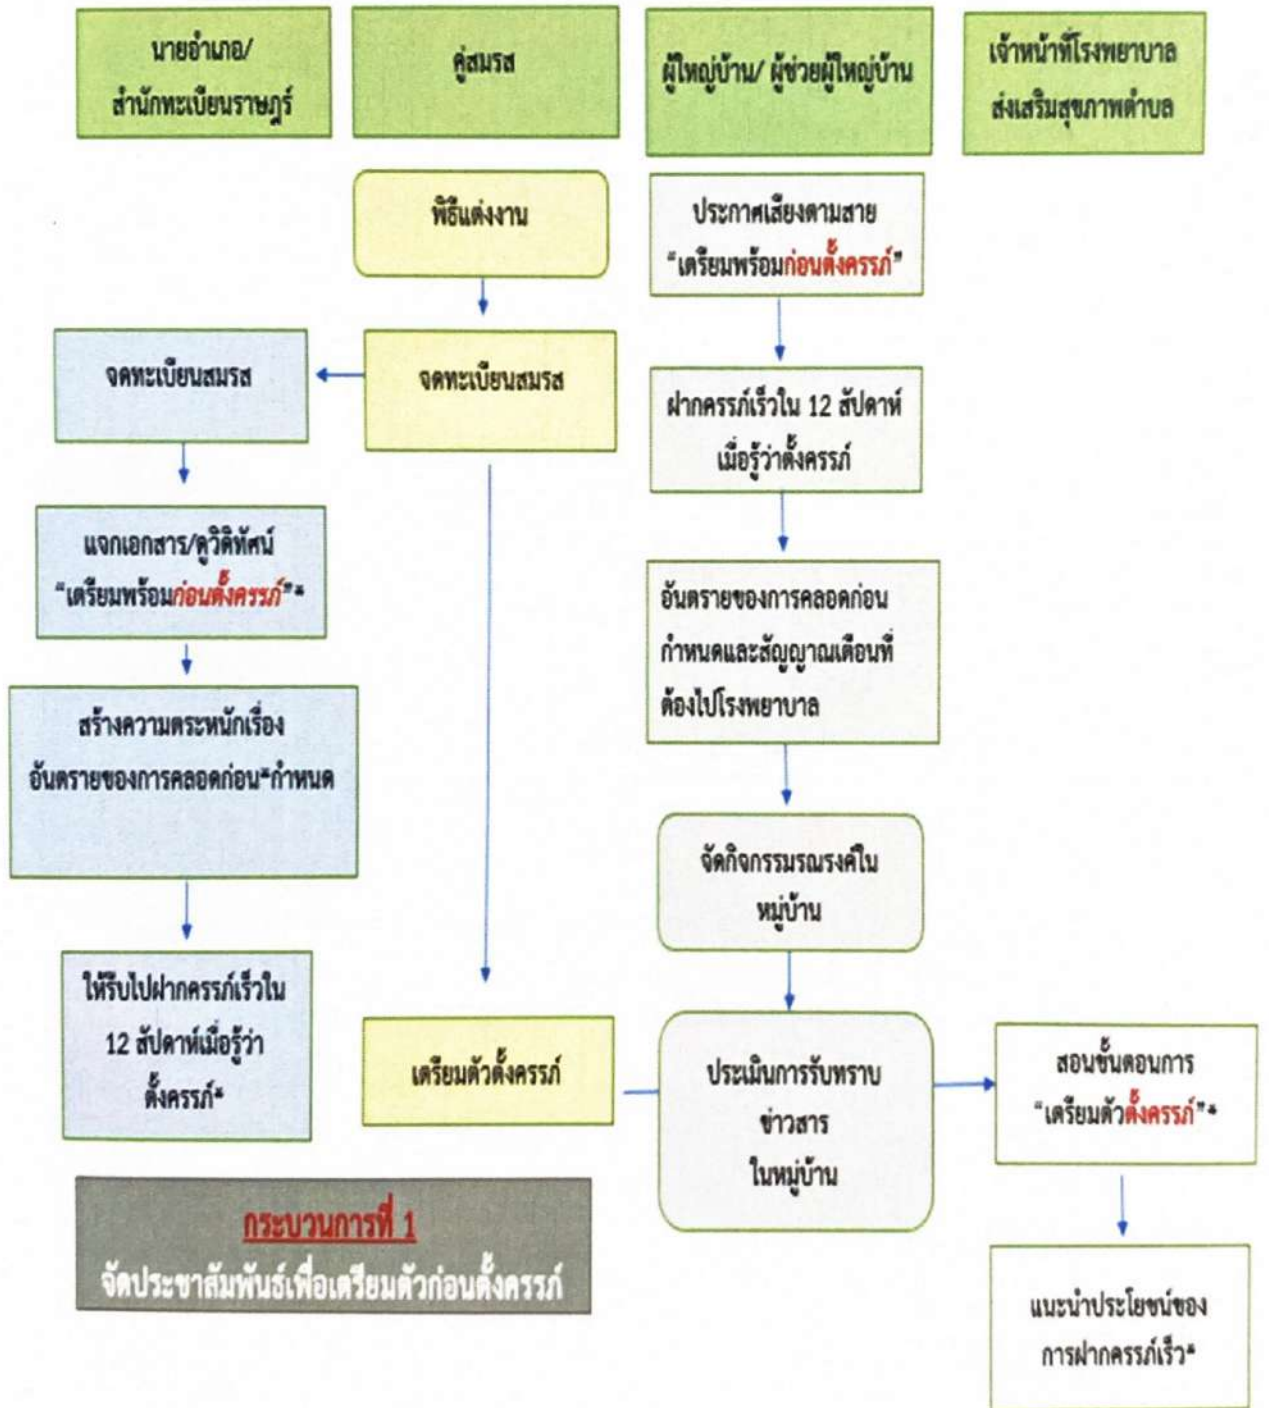 นายอำเภอ/
สำนักทะเบียนราษฎร์
คู่สมรส
ผู้ใหญ่บ้าน/ ผู้ช่วยผู้ใหญ่บ้าน
เจ้าหน้าที่โรงพยาบาล
ส่งเสริมสุขภาพตำบล
พิธีแต่งงาน
ประกาศเสียงตามสาย
“เตรียมพร้อมก่อนตั้งครรภ์”
จดทะเบียนสมรส
จดทะเบียนสมรส
ฝากครรภ์เร็วใน 12 สัปดาห์
เมื่อรู้ว่าตั้งครรภ์
แจกเอกสาร/ดูวิดิทัศน์
“เตรียมพร้อมก่อนตั้งครรภ์”*
อันตรายของการคลอดก่อน
กำหนดและสัญญาณเตือนที่
ต้องไปโรงพยาบาล
สร้างความตระหนักเรื่อง
อันตรายของการคลอดก่อน*กำหนด
จัดกิจกรรมรณรงค์ใน
หมู่บ้าน
ให้รีบไปฝากครรภ์เร็วใน
12 สัปดาห์เมื่อรู้ว่า
ตั้งครรภ์*
เตรียมตัวตั้งครรภ์
ประเมินการรับทราบ
ข่าวสาร
ในหมู่บ้าน
สอนขั้นตอนการ
“เตรียมตัวตั้งครรภ์”*
กระบวนการที่ 1
จัดประชาสัมพันธ์เพื่อเตรียมตัวก่อนตั้งครรภ์
แนะนำประโยชน์ของ
การฝากครรภ์เร็ว*